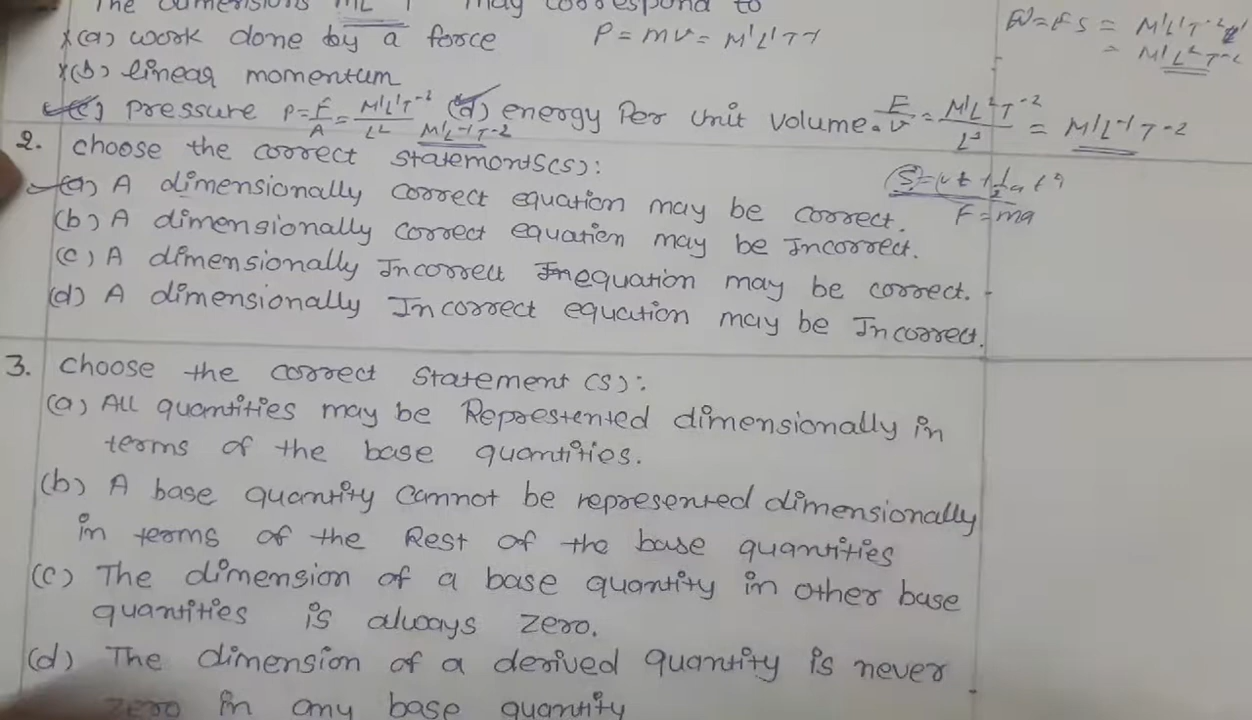 The dimensions ML T may correspond to
x(a) work done by a force P = mv = M¹L¹T⁻¹
x(b) linear momentum
(c) pressure P=F/A = M¹L¹T⁻²/L² M¹L⁻¹T⁻² (d) energy Per Unit volume. E/V = M¹L²T⁻²/L³ = M¹L⁻¹T⁻²
W = FS = M¹L¹T⁻²L¹
= M¹L²T⁻²
2. choose the correct statements(s):
(a) A dimensionally correct equation may be correct.
(b) A dimensionally correct equation may be Incorrect.
(c) A dimensionally Incorrect equation may be correct.
(d) A dimensionally Incorrect equation may be Incorrect.
S = ut + 1/2 a t²
F = ma
3. choose the correct Statement (s):
(a) All quantities may be Represtented dimensionally in
terms of the base quantities.
(b) A base quantity cannot be represented dimensionally
in terms of the Rest of the base quantities
(c) The dimension of a base quantity in other base
quantities is always zero.
(d) The dimension of a derived quantity is never
zero in any base quantity